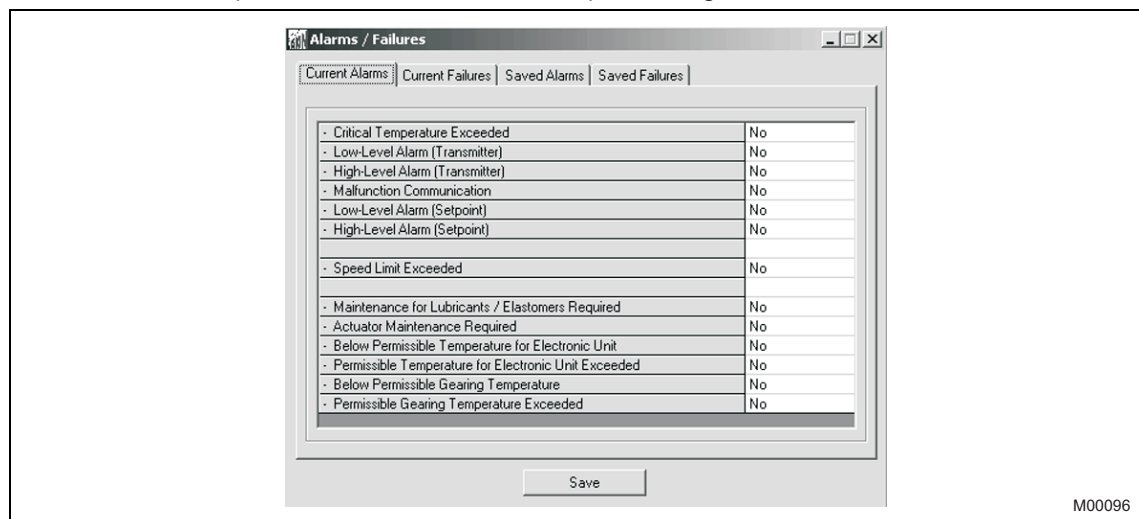 Alarms / Failures
Current Alarms Current Failures Saved Alarms Saved Failures
- Critical Temperature Exceeded No
- Low-Level Alarm (Transmitter) No
- High-Level Alarm (Transmitter) No
- Malfunction Communication No
- Low-Level Alarm (Setpoint) No
- High-Level Alarm (Setpoint) No
- Speed Limit Exceeded No
- Maintenance for Lubricants / Elastomers Required No
- Actuator Maintenance Required No
- Below Permissible Temperature for Electronic Unit No
- Permissible Temperature for Electronic Unit Exceeded No
- Below Permissible Gearing Temperature No
- Permissible Gearing Temperature Exceeded No
Save
M00096